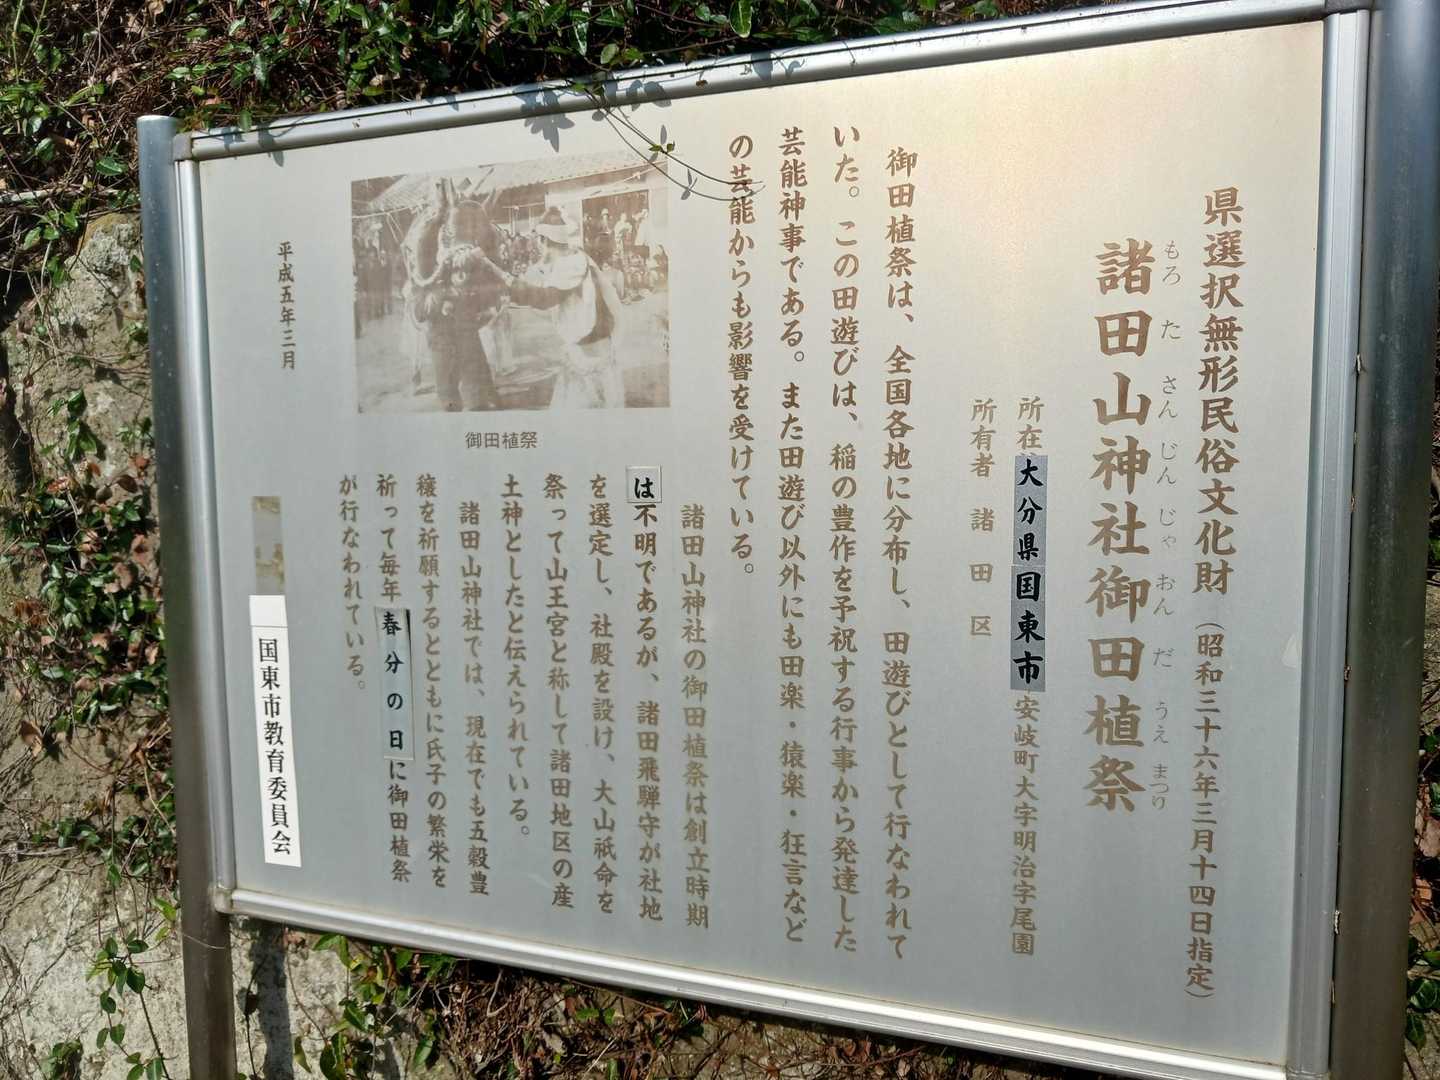 県選択無形民俗文化財（昭和三十六年三月十四日指定）
もろ た さん じん じゃ おん だ うえ まつり
諸田山神社御田植祭
所在 大分県国東市安岐町大字明治字尾園
所有者 諸田区
御田植祭は、全国各地に分布し、田遊びとして行なわれて
いた。この田遊びは、稲の豊作を予祝する行事から発達した
芸能神事である。また田遊び以外にも田楽・猿楽・狂言など
の芸能からも影響を受けている。
御田植祭
諸田山神社の御田植祭は創立時期
は不明であるが、諸田飛騨守が社地
を選定し、社殿を設け、大山祇命を
祭って山王宮と称して諸田地区の産
土神としたと伝えられている。
諸田山神社では、現在でも五穀豊
穣を祈願するとともに氏子の繁栄を
祈って毎年春分の日に御田植祭
が行なわれている。
平成五年三月
国東市教育委員会